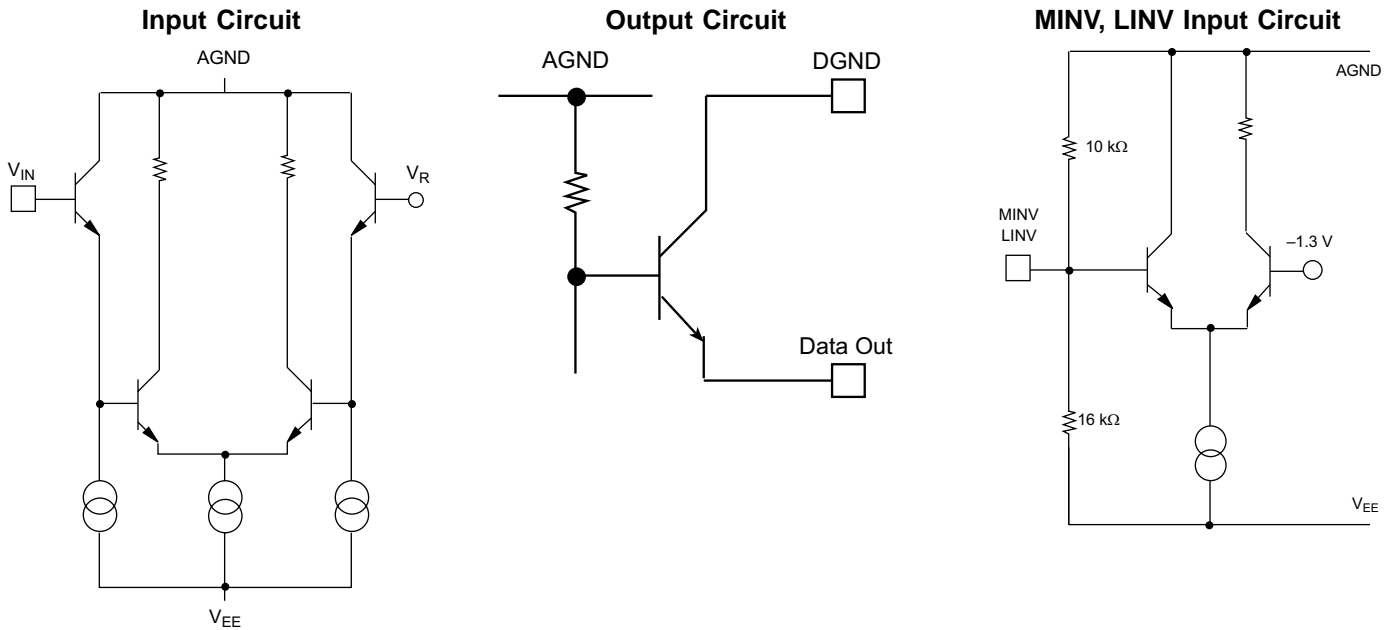 Input Circuit
AGND
V_IN
V_R
V_EE
Output Circuit
AGND
DGND
Data Out
MINV, LINV Input Circuit
AGND
10 kΩ
MINV
LINV
–1.3 V
16 kΩ
V_EE